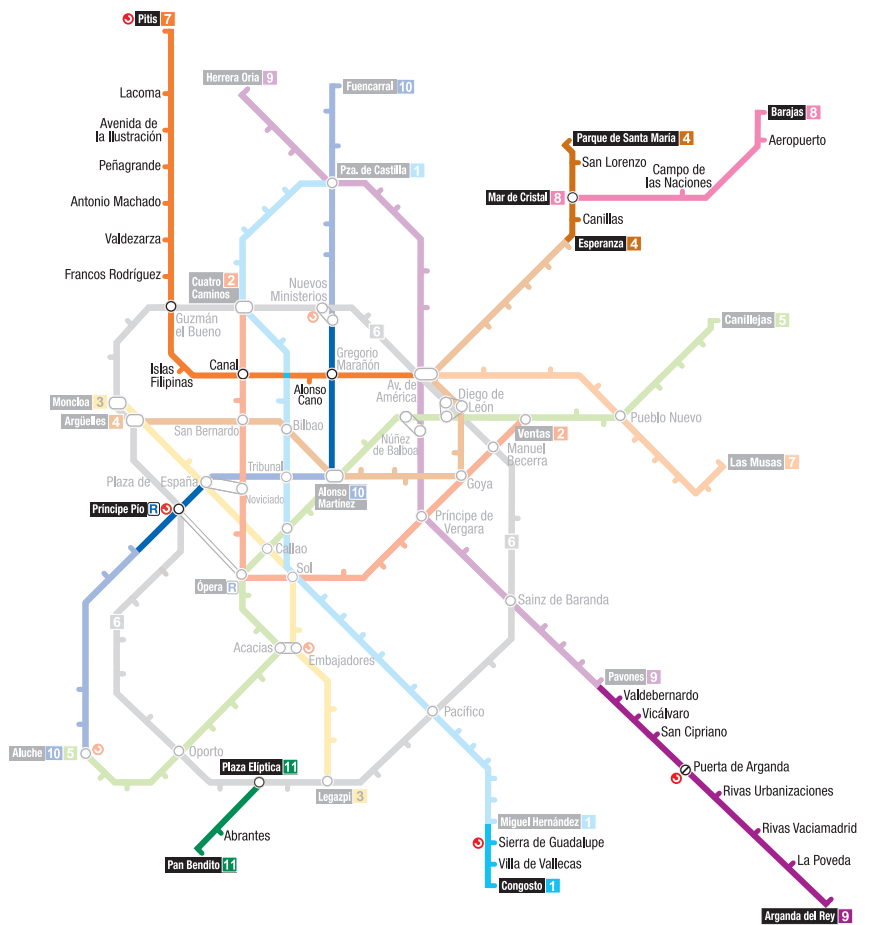 Pitis 7
Herrera Oria 9
Fuencarral 10
Lacoma
Barajas 8
Avenida de
la Ilustración
Parque de Santa María 4
Aeropuerto
San Lorenzo
Peñagrande
Pza. de Castilla 1
Campo de
las Naciones
Antonio Machado
Mar de Cristal 8
Canillas
Valdezarza
Esperanza 4
Francos Rodríguez
Cuatro 2
Caminos
Nuevos
Ministerios
Guzmán
el Bueno
6
Canillejas 5
Islas
Filipinas
Canal
Gregorio
Marañón
Alonso
Cano
Av. de
América
Diego de
León
Moncloa 3
Argüelles 4
San Bernardo
Bilbao
Núñez
de Balboa
Ventas 2
Pueblo Nuevo
Manuel
Becerra
Las Musas 7
Plaza de España
Tribunal
Noviciado
Alonso 10
Martínez
Goya
Príncipe Pío R
Príncipe de
Vergara
6
Callao
Ópera R
Sol
Sainz de Baranda
6
Acacias
Embajadores
Pavones 9
Valdebernardo
Vicálvaro
San Cipriano
Pacífico
Aluche 10 5
Oporto
Plaza Elíptica 11
Puerta de Arganda
Legazpi 3
Rivas Urbanizaciones
Miguel Hernández 1
Abrantes
Rivas Vaciamadrid
Sierra de Guadalupe
Pan Bendito 11
Villa de Vallecas
La Poveda
Congosto 1
Arganda del Rey 9